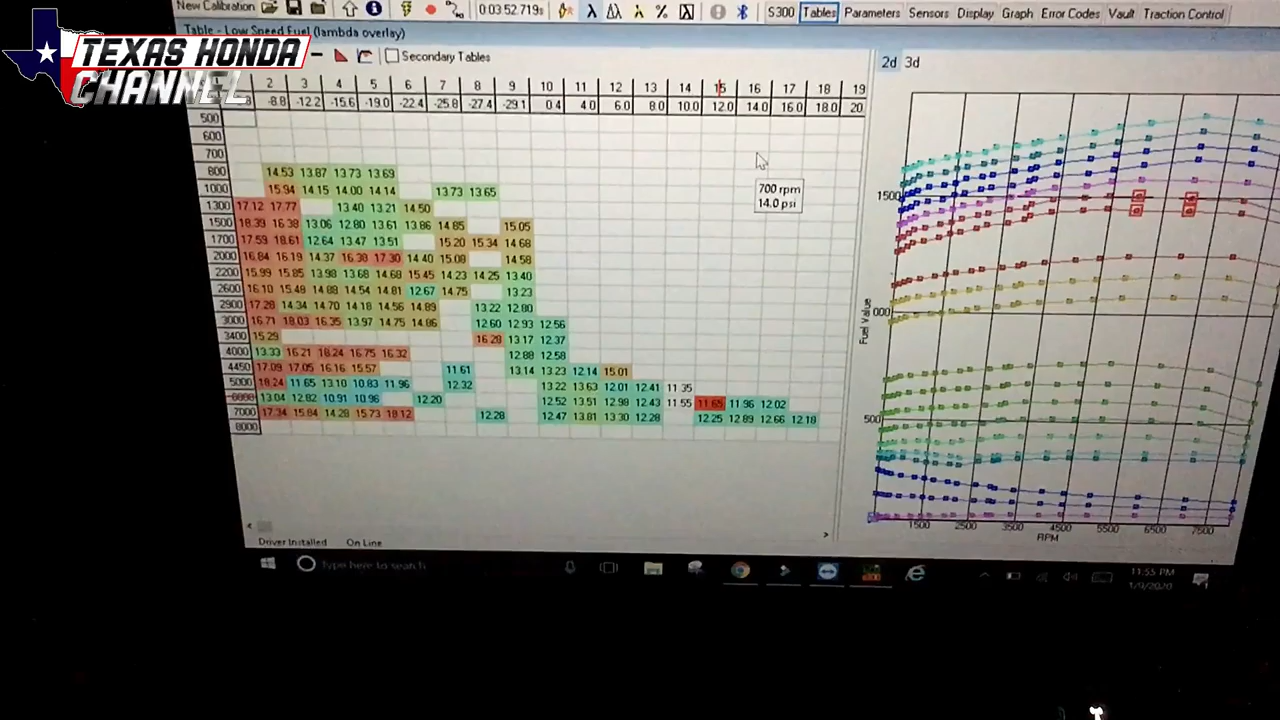 TEXAS HONDA
CHANNEL
New Calibration 0:03:52.719s S300 Tables Parameters Sensors Display Graph Error Codes Vault Traction Control
Table - Low Speed Fuel (lambda overlay)
Secondary Tables
2d 3d
2 3 4 5 6 7 8 9 10 11 12 13 14 15 16 17 18 19
-8.8 -12.2 -15.6 -19.0 -22.4 -25.8 -27.4 -29.1 0.4 4.0 6.0 8.0 10.0 12.0 14.0 16.0 18.0 20
500
600
700
800 14.53 13.87 13.73 13.69
1000 15.94 14.15 14.00 14.14 13.73 13.65
1300 17.12 17.77 13.40 13.21 14.50
1500 18.39 16.38 13.06 12.80 13.61 13.86 14.85 15.05
1700 17.59 18.61 12.64 13.47 13.51 15.20 15.34 14.68
2000 16.84 16.19 14.37 16.38 17.30 14.40 15.09 14.58
2200 15.99 15.85 13.98 13.68 14.68 15.45 14.23 14.25 13.40
2600 16.10 15.48 14.88 14.54 14.81 12.67 14.75 13.23
2900 17.28 14.34 14.70 14.18 14.56 14.89 13.22 12.80
3000 16.71 18.03 16.35 13.97 14.75 14.86 12.60 12.93 12.56
3400 15.29 16.28 13.17 12.37
4000 13.33 16.21 18.24 16.75 16.32 12.88 12.58
4450 17.09 17.05 16.16 15.57 11.61 13.14 13.23 12.14 15.01
5000 18.24 11.65 13.10 10.83 11.96 12.32 13.22 13.63 12.01 12.41 11.35
13.04 12.82 10.91 10.96 12.20 12.52 13.51 12.98 12.43 11.55 11.65 11.96 12.02
7000 17.34 15.84 14.28 15.73 18.12 12.28 12.47 13.81 13.30 12.28 12.25 12.89 12.66 12.18
8000
700 rpm
14.0 psi
1500
000
500
Fuel Value
1500 2500 3500 4500 5500 6500 7500
RPM
Driver Installed On Line
Type here to search
11:55 PM
1/9/2020